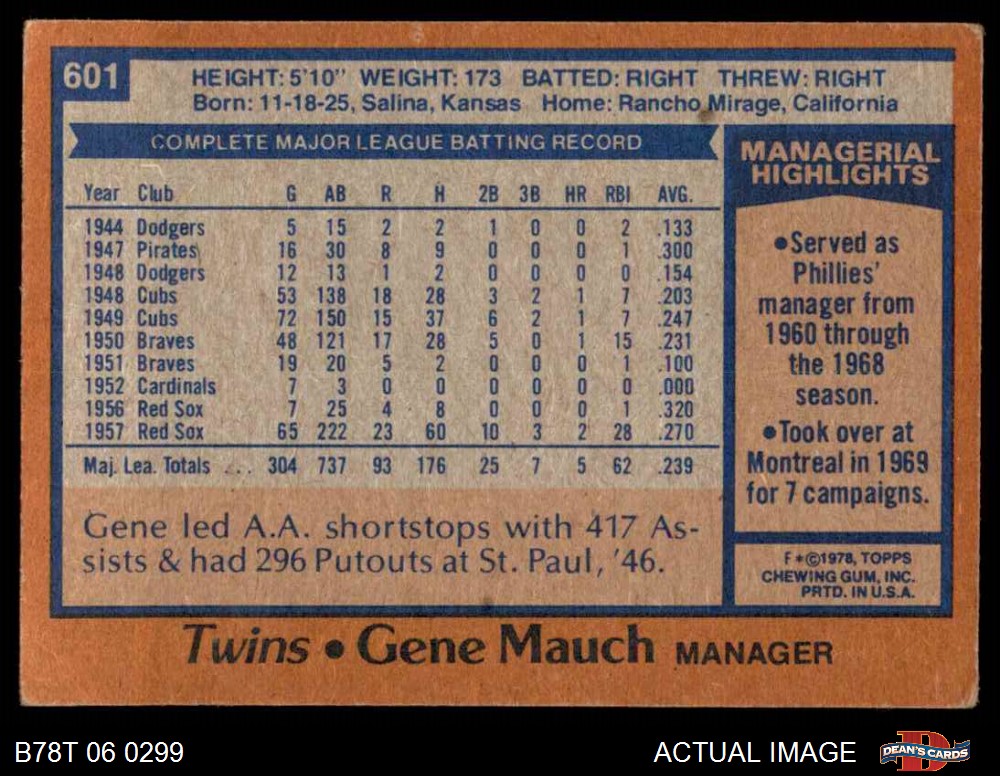 601
HEIGHT: 5'10" WEIGHT: 173 BATTED: RIGHT THREW: RIGHT
Born: 11-18-25, Salina, Kansas Home: Rancho Mirage, California
COMPLETE MAJOR LEAGUE BATTING RECORD
Year Club G AB R H 2B 3B HR RBI AVG.
1944 Dodgers 5 15 2 2 1 0 0 2 .133
1947 Pirates 16 30 8 9 0 0 0 1 .300
1948 Dodgers 12 13 1 2 0 0 0 0 .154
1948 Cubs 53 138 18 28 3 2 1 7 .203
1949 Cubs 72 150 15 37 6 2 1 7 .247
1950 Braves 48 121 17 28 5 0 1 15 .231
1951 Braves 19 20 5 2 0 0 0 1 .100
1952 Cardinals 7 3 0 0 0 0 0 0 .000
1956 Red Sox 7 25 4 8 0 0 0 1 .320
1957 Red Sox 65 222 23 60 10 3 2 28 .270
Maj. Lea. Totals ... 304 737 93 176 25 7 5 62 .239
Gene led A.A. shortstops with 417 As-
sists & had 296 Putouts at St. Paul, '46.
MANAGERIAL
HIGHLIGHTS
•Served as
Phillies'
manager from
1960 through
the 1968
season.
•Took over at
Montreal in 1969
for 7 campaigns.
F*©1978, TOPPS
CHEWING GUM, INC.
PRTD. IN U.S.A.
Twins • Gene Mauch MANAGER
B78T 06 0299
ACTUAL IMAGE
D
DEAN'S CARDS